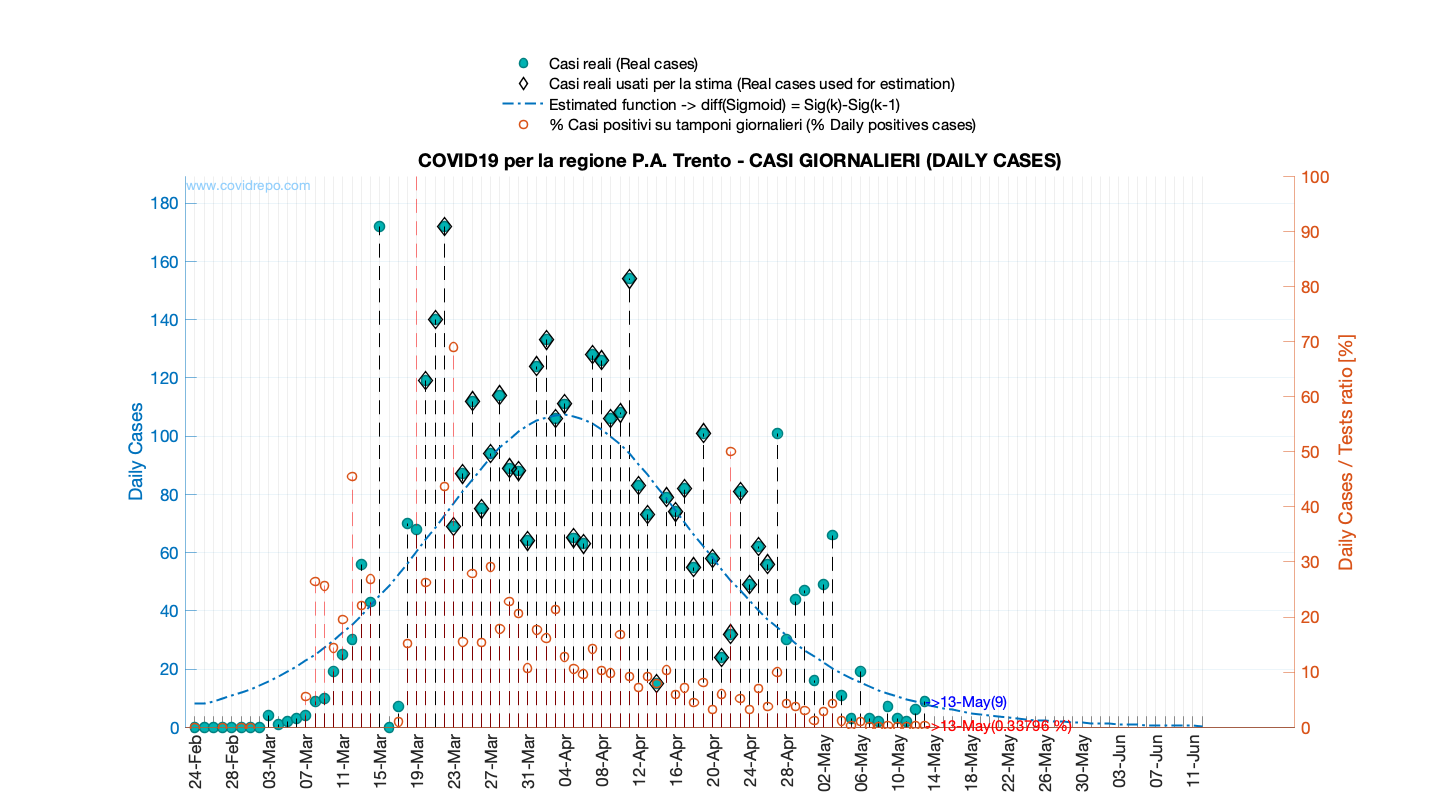 Casi reali (Real cases)
Casi reali usati per la stima (Real cases used for estimation)
Estimated function -> diff(Sigmoid) = Sig(k)-Sig(k-1)
% Casi positivi su tamponi giornalieri (% Daily positives cases)
COVID19 per la regione P.A. Trento - CASI GIORNALIERI (DAILY CASES)
www.covidrepo.com
Daily Cases
180
160
140
120
100
80
60
40
20
0
100
90
80
70
60
50
40
30
20
10
0
Daily Cases / Tests ratio [%]
->13-May(9)
->13-May(0.33796 %)
24-Feb
28-Feb
03-Mar
07-Mar
11-Mar
15-Mar
19-Mar
23-Mar
27-Mar
31-Mar
04-Apr
08-Apr
12-Apr
16-Apr
20-Apr
24-Apr
28-Apr
02-May
06-May
10-May
14-May
18-May
22-May
26-May
30-May
03-Jun
07-Jun
11-Jun